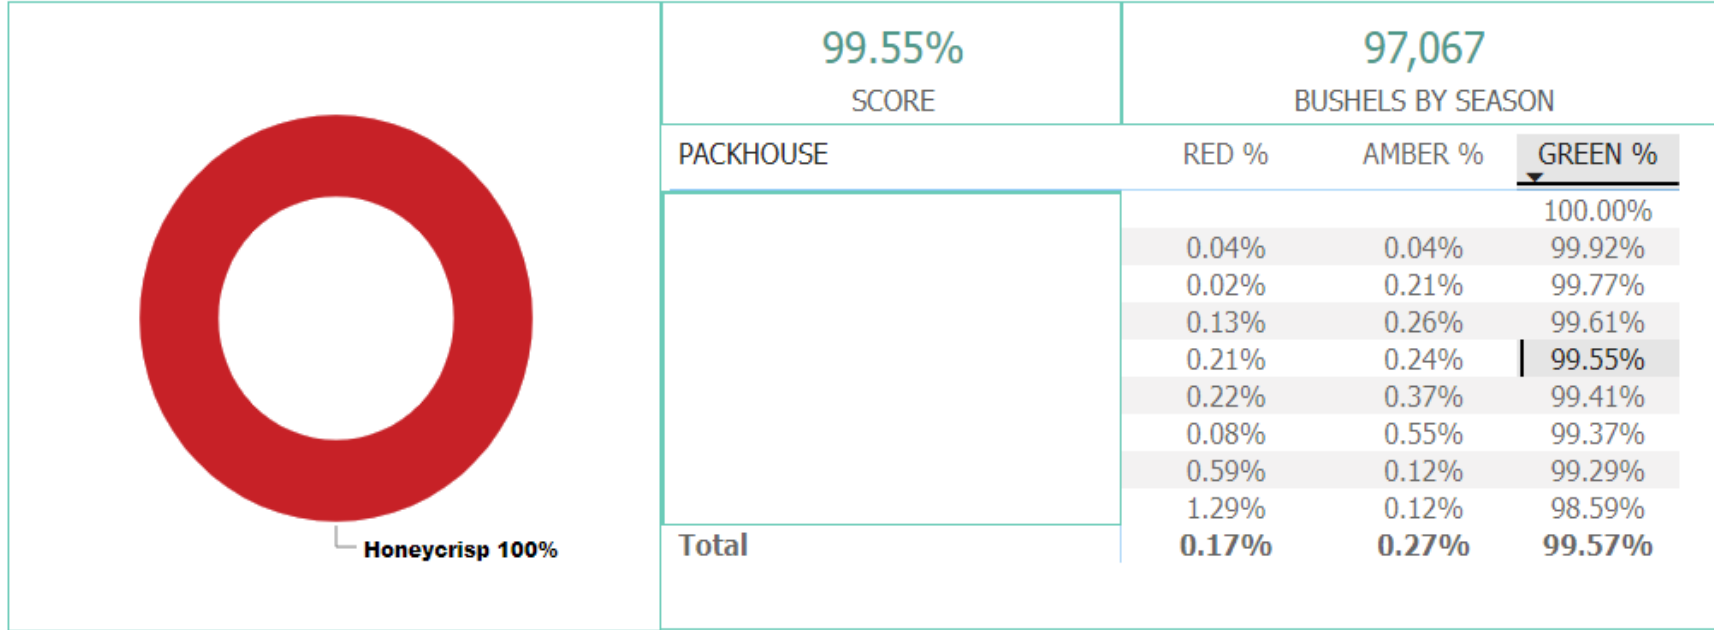 99.55%
SCORE
97,067
BUSHELS BY SEASON
PACKHOUSE RED % AMBER % GREEN %
100.00%
0.04% 0.04% 99.92%
0.02% 0.21% 99.77%
0.13% 0.26% 99.61%
0.21% 0.24% 99.55%
0.22% 0.37% 99.41%
0.08% 0.55% 99.37%
0.59% 0.12% 99.29%
1.29% 0.12% 98.59%
Total 0.17% 0.27% 99.57%
Honeycrisp 100%